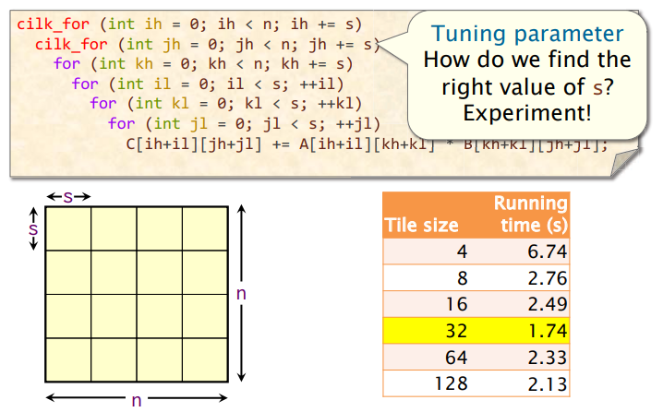 cilk_for (int ih = 0; ih < n; ih += s)
cilk_for (int jh = 0; jh < n; jh += s)
for (int kh = 0; kh < n; kh += s)
for (int il = 0; il < s; ++il)
for (int kl = 0; kl < s; ++kl)
for (int jl = 0; jl < s; ++jl)
C[ih+il][jh+jl] += A[ih+il][kh+kl] * B[kh+kl][jh+jl];
Tuning parameter
How do we find the
right value of s?
Experiment!
s
s
n
n
Running
Tile size time (s)
4 6.74
8 2.76
16 2.49
32 1.74
64 2.33
128 2.13